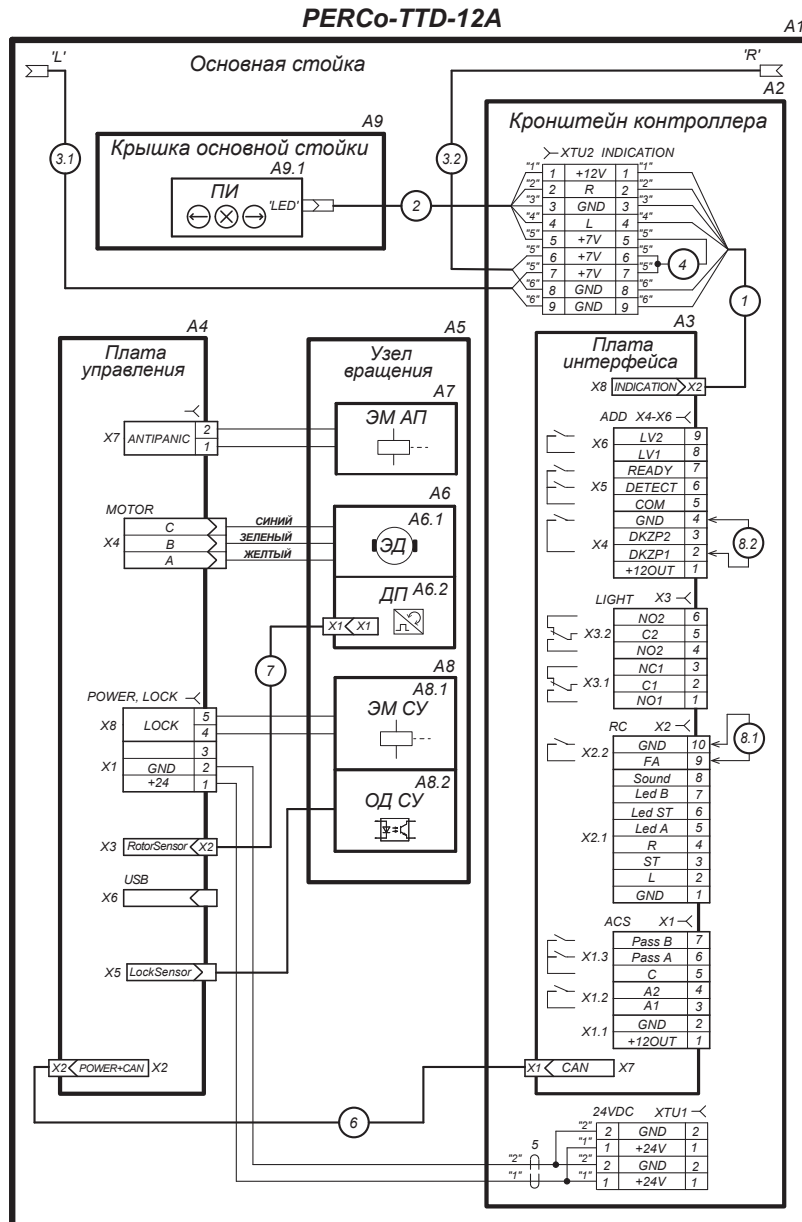 PERCo-TTD-12A
A1
'L'
Основная стойка
'R'
A2
A9
Крышка основной стойки
A9.1
ПИ
'LED'
3.1
3.2
2
Кронштейн контроллера
XTU2 INDICATION
"1" 1 +12V 1 "1"
"2" 2 R 2 "2"
"3" 3 GND 3 "3"
"4" 4 L 4 "4"
"5" 5 +7V 5 "5"
"5" 6 +7V 6 "5"
"5" 7 +7V 7 "5"
"6" 8 GND 8 "6"
"6" 9 GND 9 "6"
4
1
A4
Плата
управления
X7 ANTIPANIC 2
1
MOTOR
X4
C СИНИЙ
B ЗЕЛЕНЫЙ
A ЖЕЛТЫЙ
POWER, LOCK
X8 LOCK 5
4
3
X1 GND 2
+24 1
X3 RotorSensor X2
USB
X6
X5 LockSensor
X2 POWER+CAN X2
7
6
A5
Узел
вращения
A7
ЭМ АП
A6
A6.1
ЭД
ДП A6.2
X1 X1
A8
A8.1
ЭМ СУ
A8.2
ОД СУ
A3
Плата
интерфейса
X8 INDICATION X2
ADD X4-X6
X6
LV2 9
LV1 8
X5
READY 7
DETECT 6
COM 5
X4
GND 4
DKZP2 3
DKZP1 2
+12OUT 1
8.2
LIGHT X3
X3.2
NO2 6
C2 5
NO2 4
X3.1
NC1 3
C1 2
NO1 1
RC X2
X2.2
GND 10
FA 9
8.1
X2.1
Sound 8
Led B 7
Led ST 6
Led A 5
R 4
ST 3
L 2
GND 1
ACS X1
X1.3
Pass B 7
Pass A 6
C 5
X1.2
A2 4
A1 3
X1.1
GND 2
+12OUT 1
X1 CAN X7
24VDC XTU1
"2" 2 GND 2
"1" 1 +24V 1
"2" 5 "2" 2 GND 2
"1" "1" 1 +24V 1